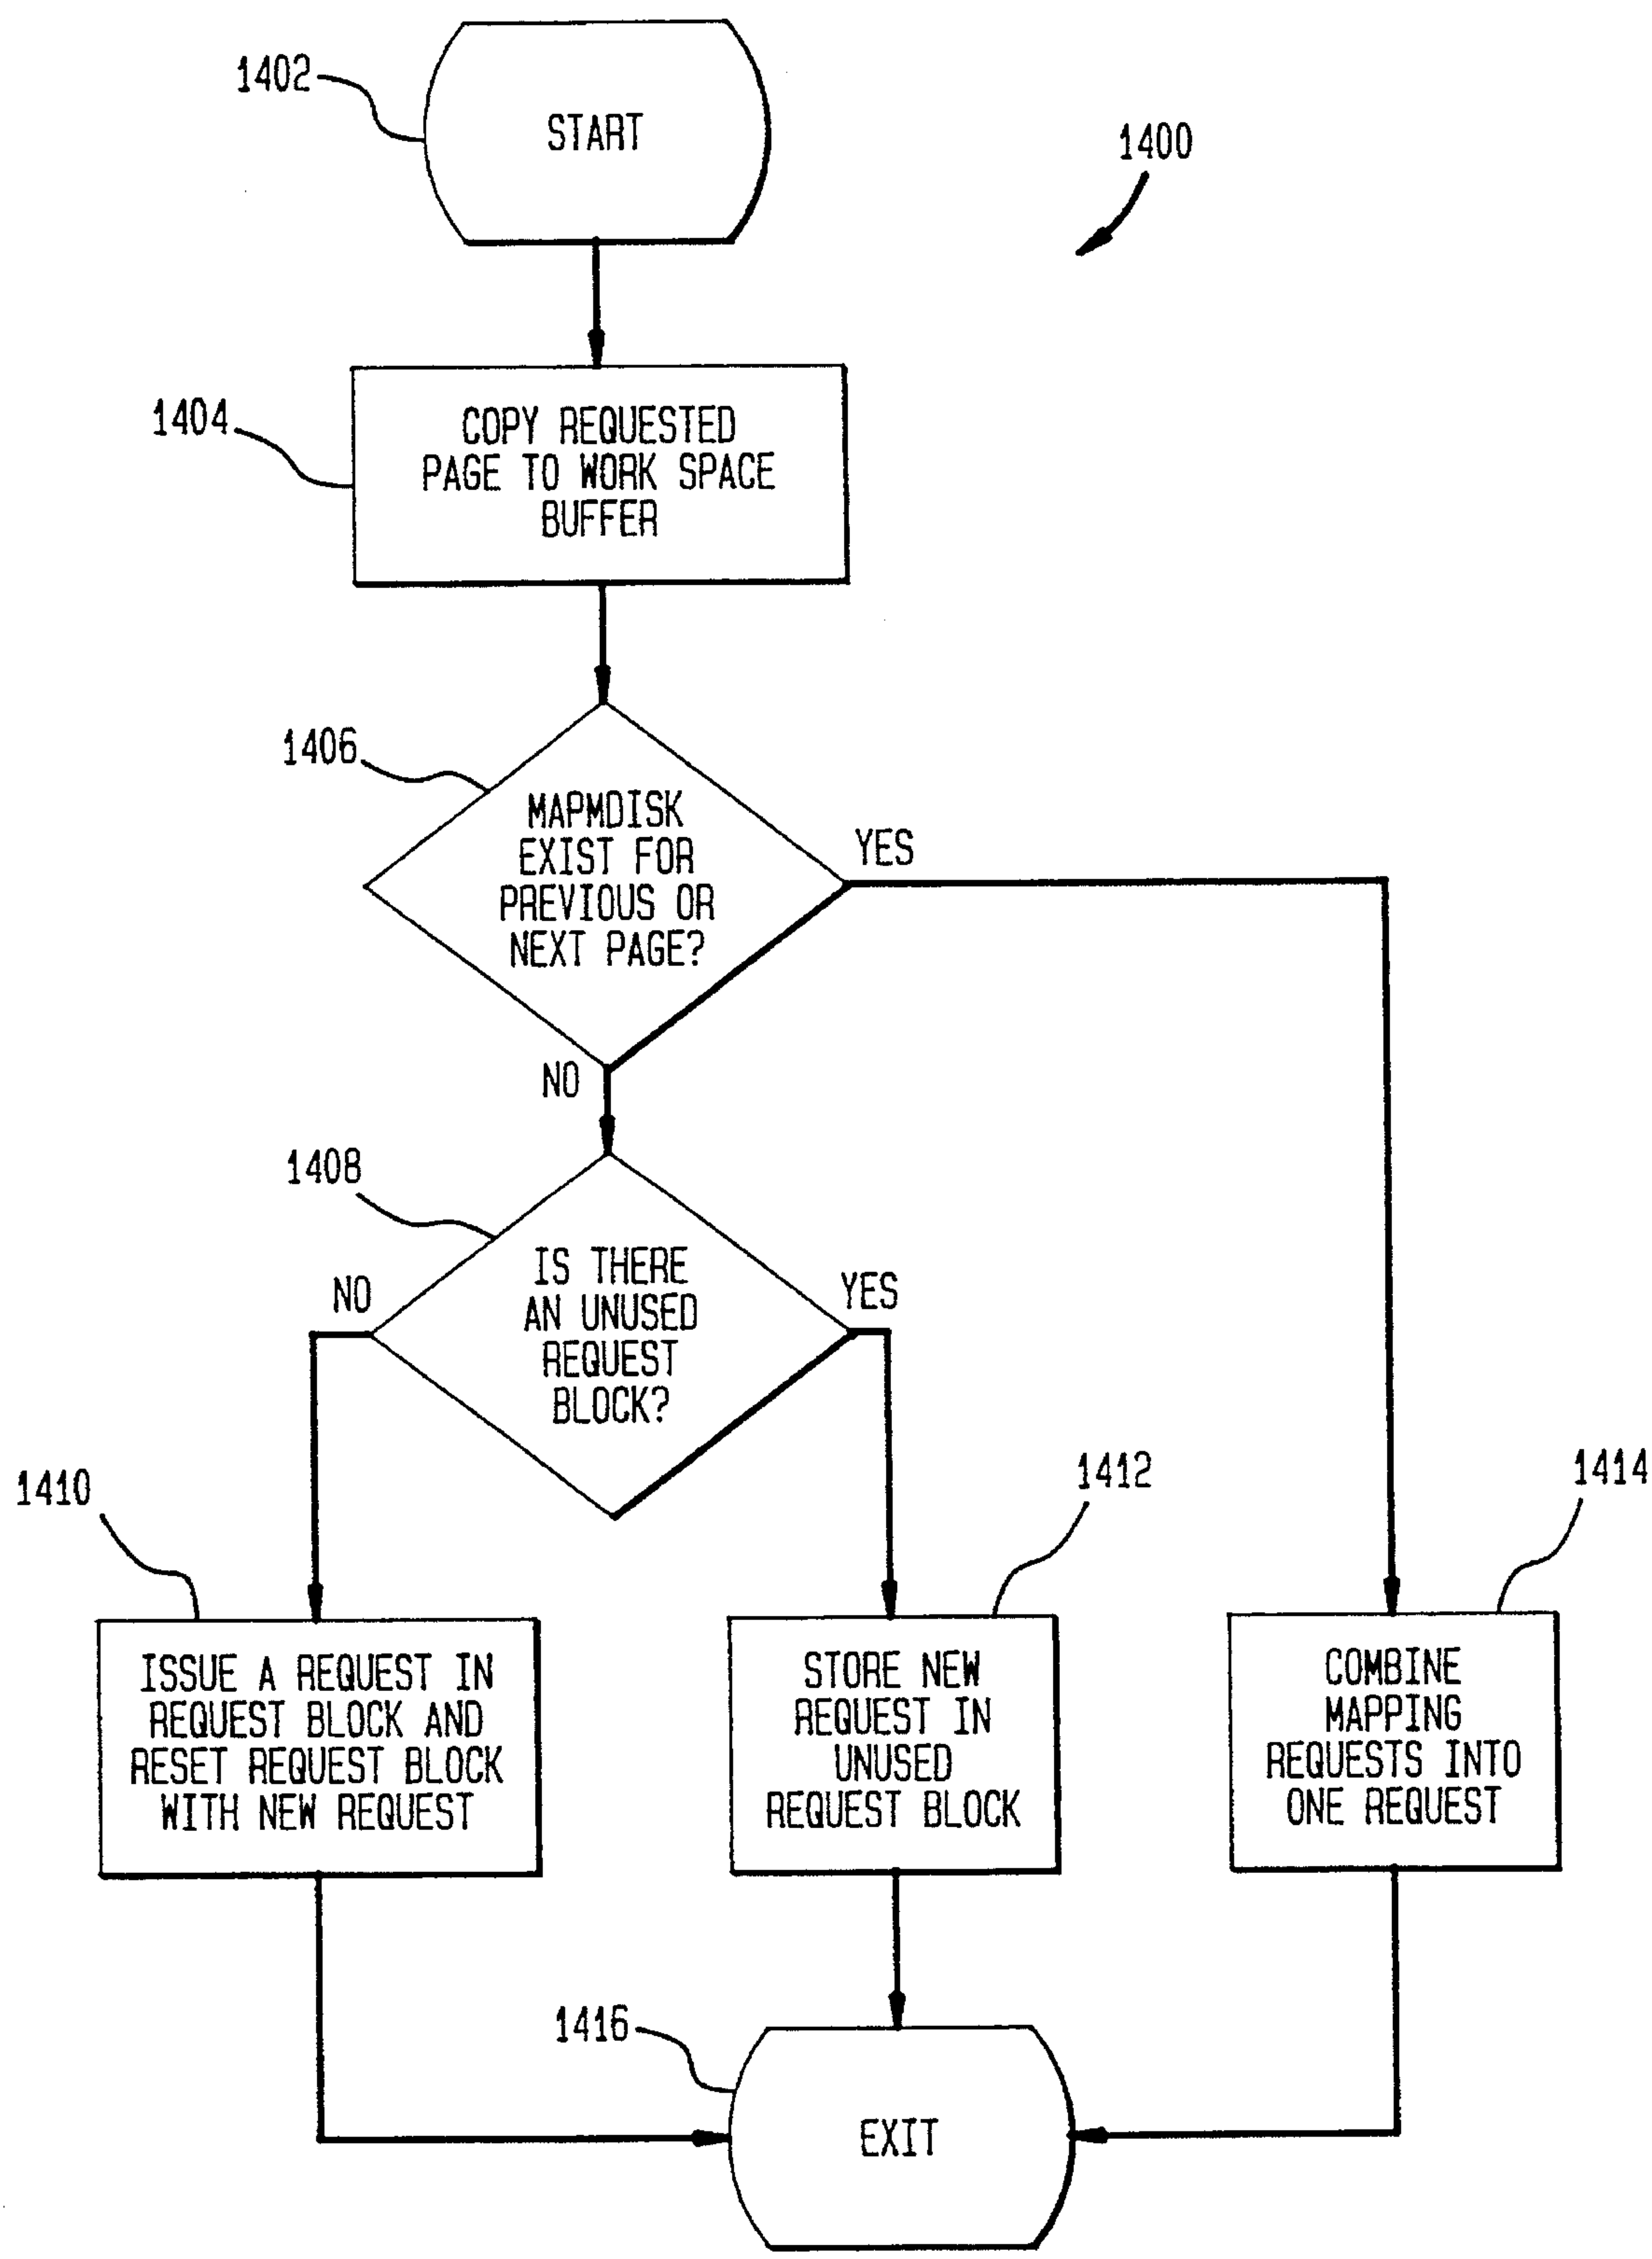 1402
START
1400
1404
COPY REQUESTED
PAGE TO WORK SPACE
BUFFER
1406
MAPMDISK
EXIST FOR
PREVIOUS OR
NEXT PAGE?
YES
NO
1408
IS THERE
AN UNUSED
REQUEST
BLOCK?
NO
YES
1410
ISSUE A REQUEST IN
REQUEST BLOCK AND
RESET REQUEST BLOCK
WITH NEW REQUEST
1412
STORE NEW
REQUEST IN
UNUSED
REQUEST BLOCK
1414
COMBINE
MAPPING
REQUESTS INTO
ONE REQUEST
1416
EXIT